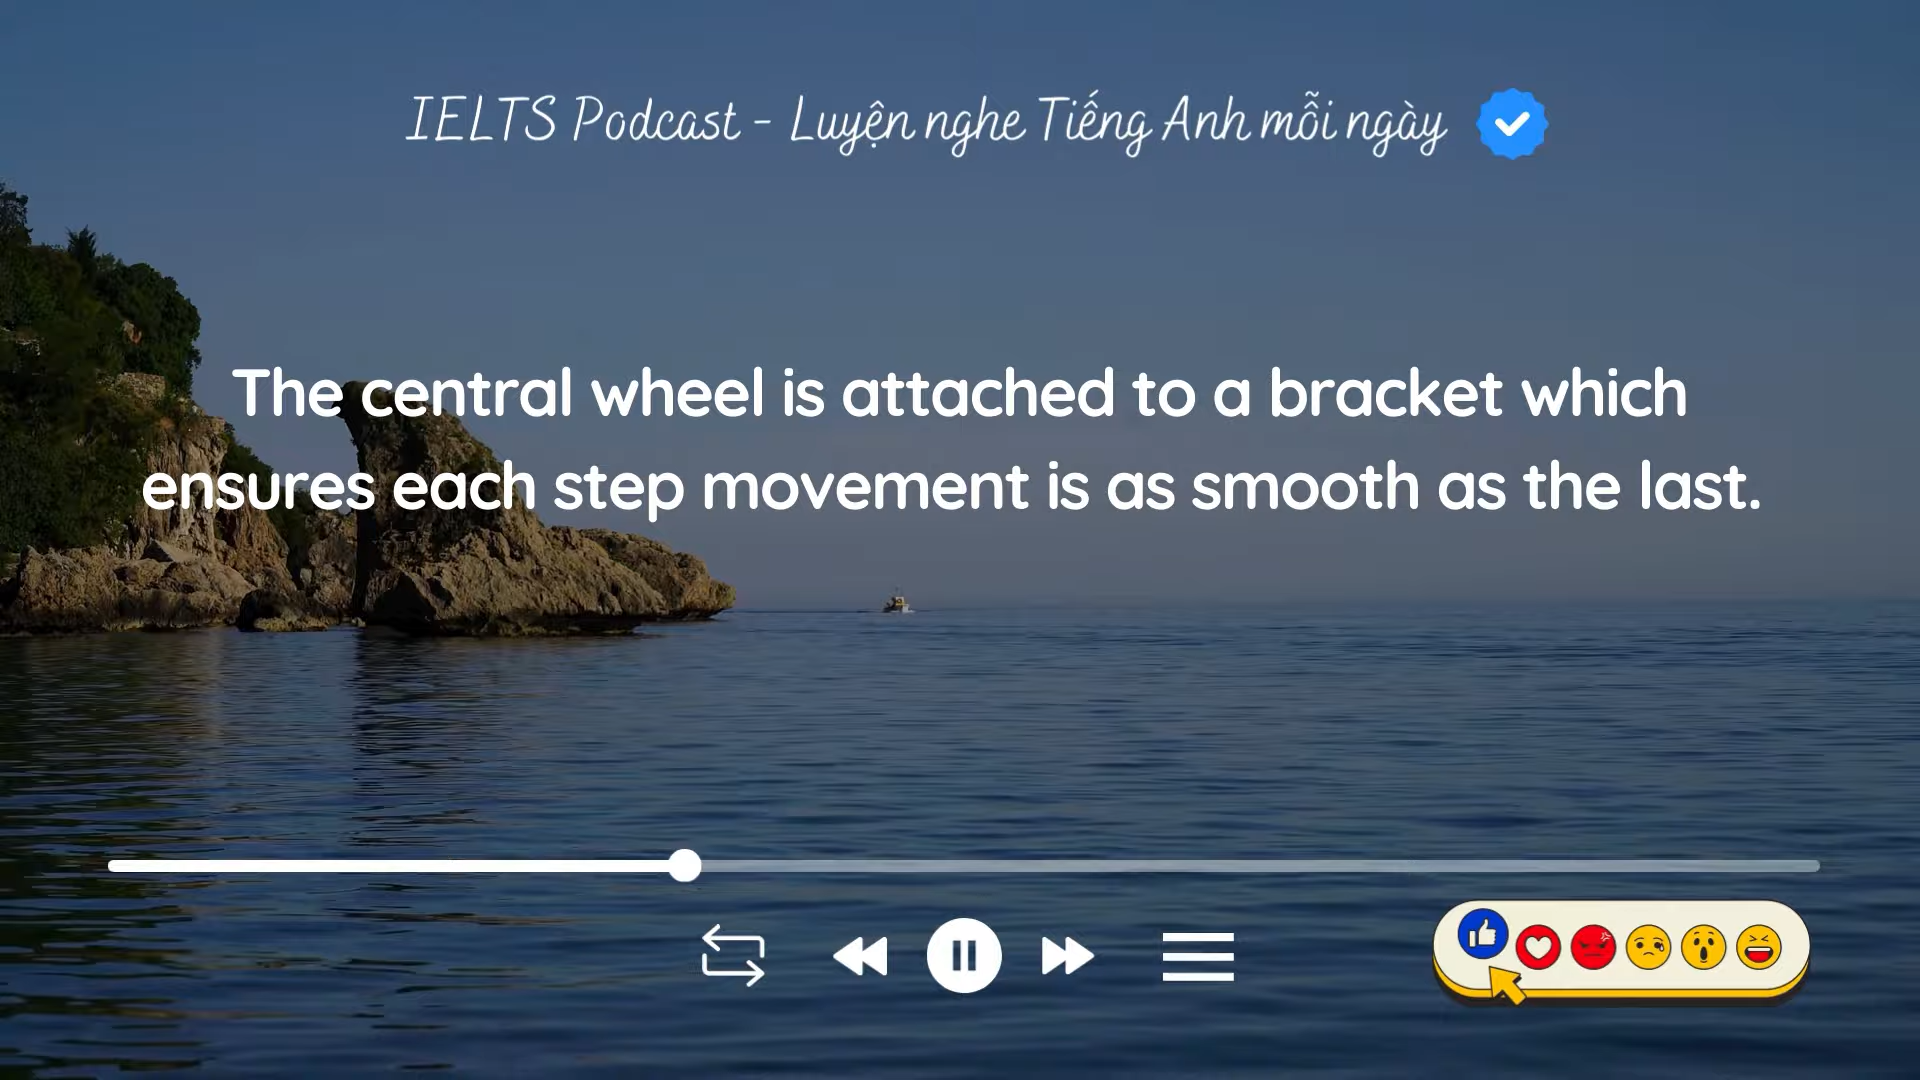 IELTS Podcast - Luyện nghe Tiếng Anh mỗi ngày
The central wheel is attached to a bracket which
ensures each step movement is as smooth as the last.